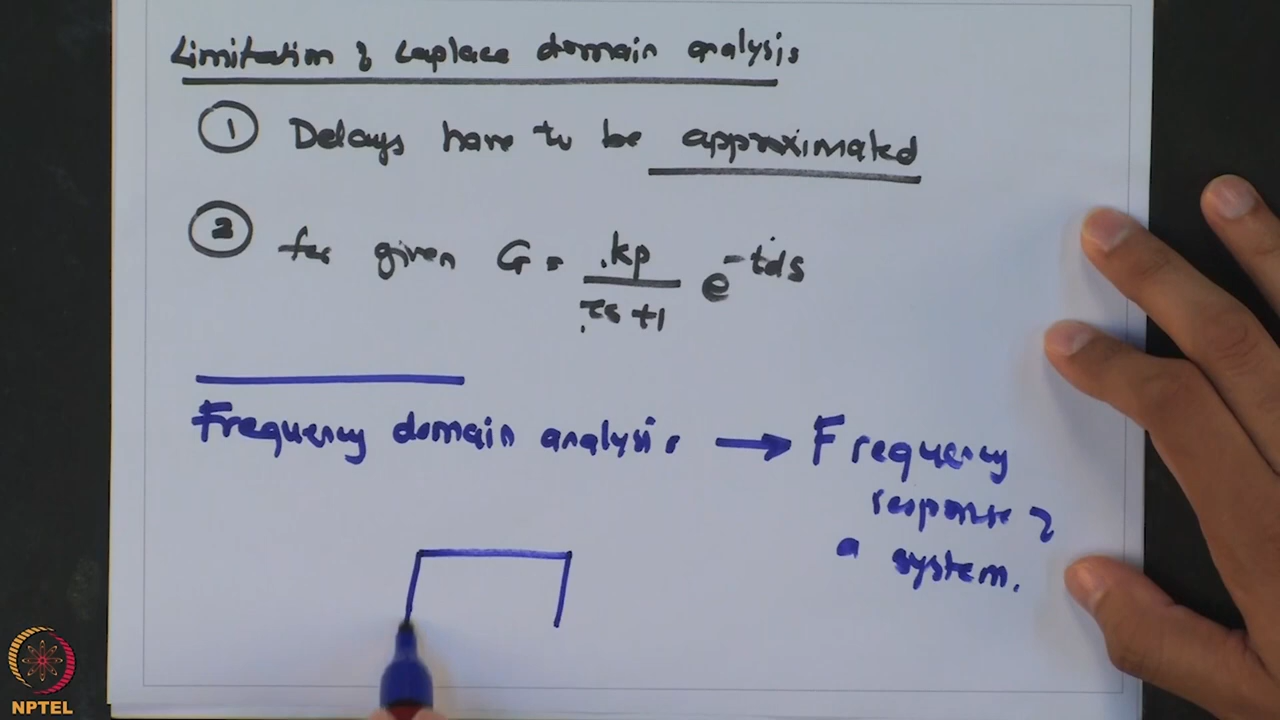 Limitation of Laplace domain analysis
① Delays have to be approximated
② for given G = kp / τs +1 e^-tds
Frequency domain analysis → Frequency
response of
a system.
NPTEL